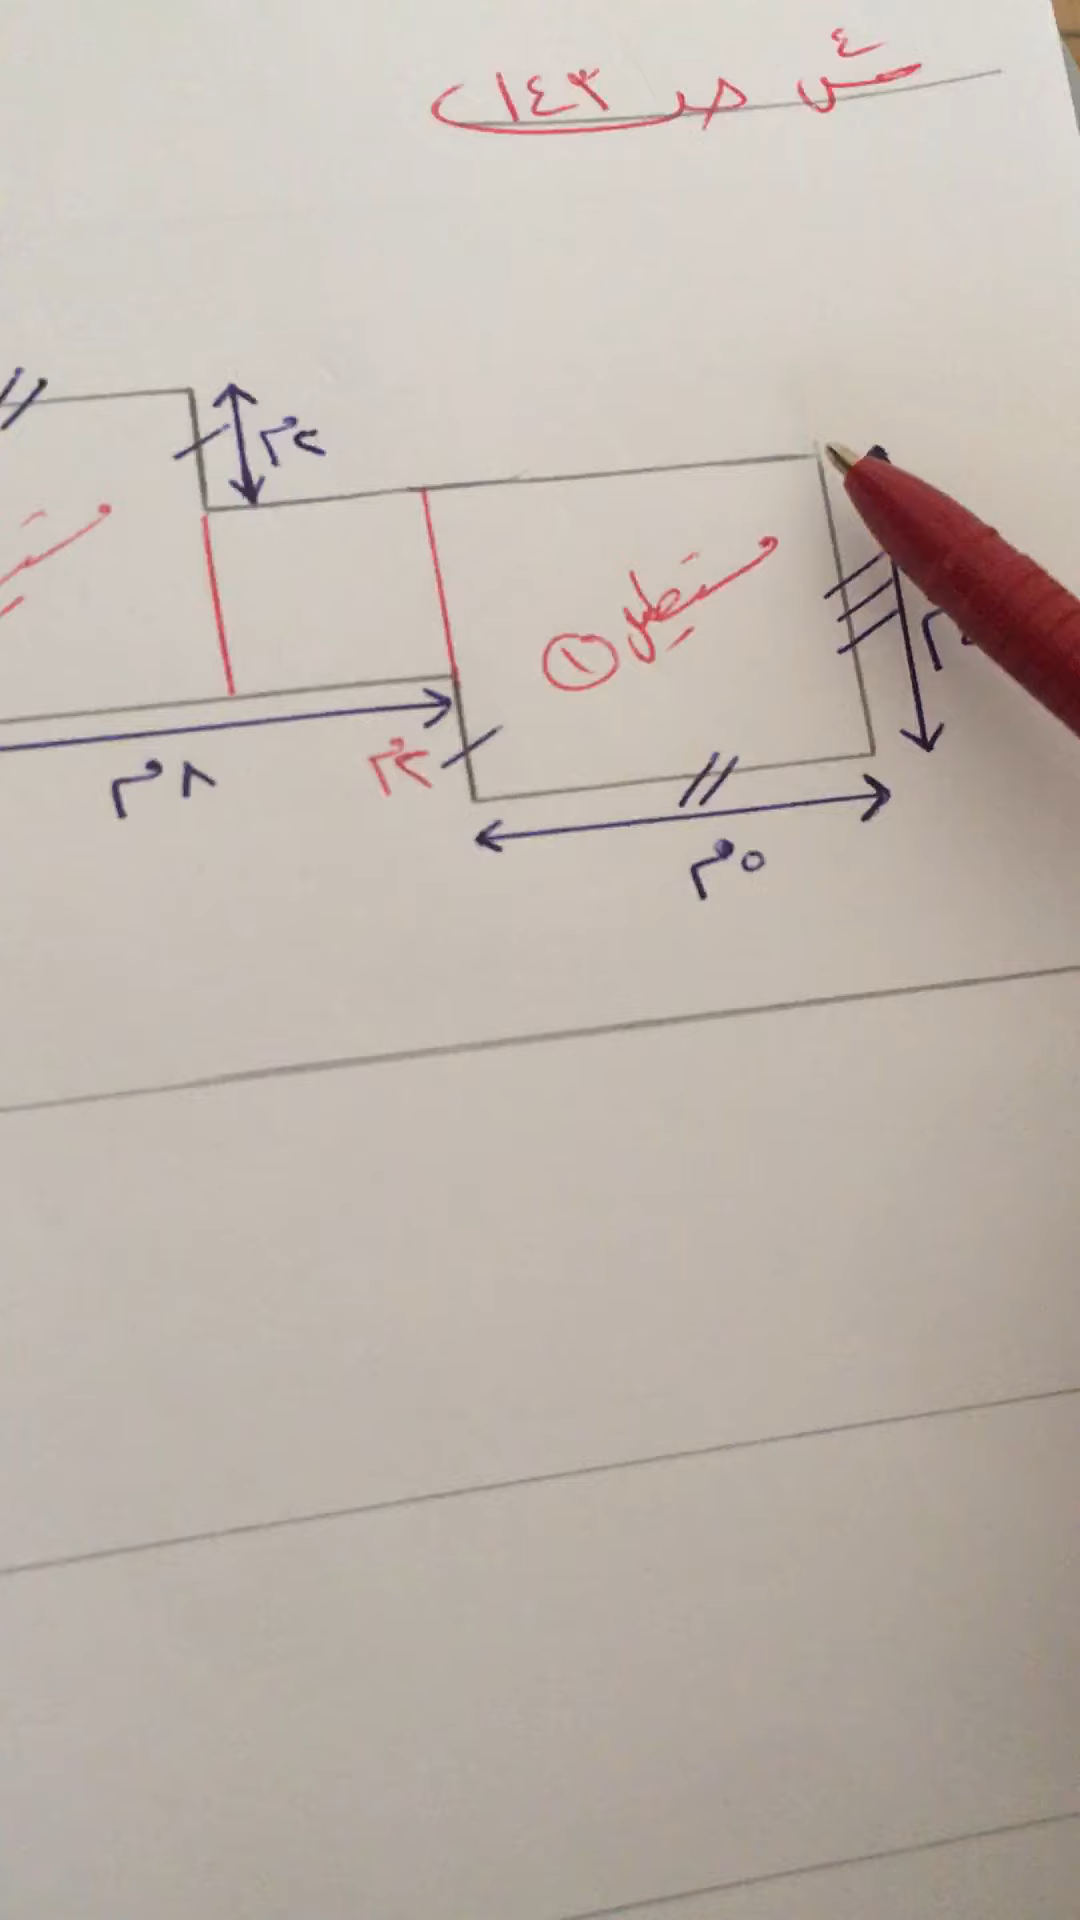 س٤ ص ١٤٣
٢م
مستطيل ١
٢م
٨م
٥م